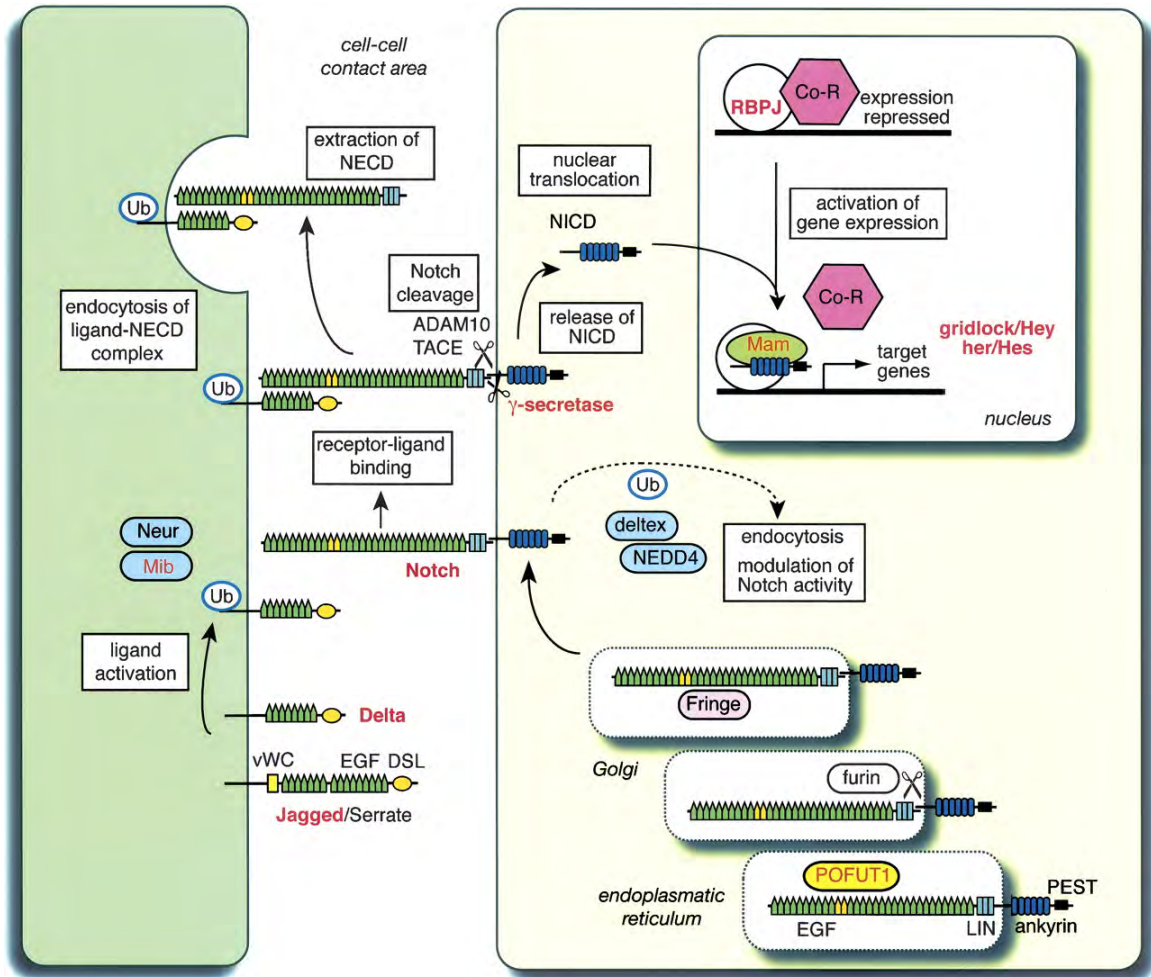 cell-cell
contact area
extraction of
NECD
Ub
endocytosis of
ligand-NECD
complex
Notch
cleavage
ADAM10
TACE
Ub
γ-secretase
receptor-ligand
binding
Neur
Mib
Notch
Ub
ligand
activation
Delta
vWC
EGF
DSL
Jagged/Serrate
nuclear
translocation
NICD
release of
NICD
RBPJ
Co-R
expression
repressed
activation of
gene expression
Co-R
Mam
gridlock/Hey
her/Hes
target
genes
nucleus
Ub
deltex
NEDD4
endocytosis
modulation of
Notch activity
Fringe
Golgi
furin
POFUT1
endoplasmatic
reticulum
EGF
LIN
ankyrin
PEST